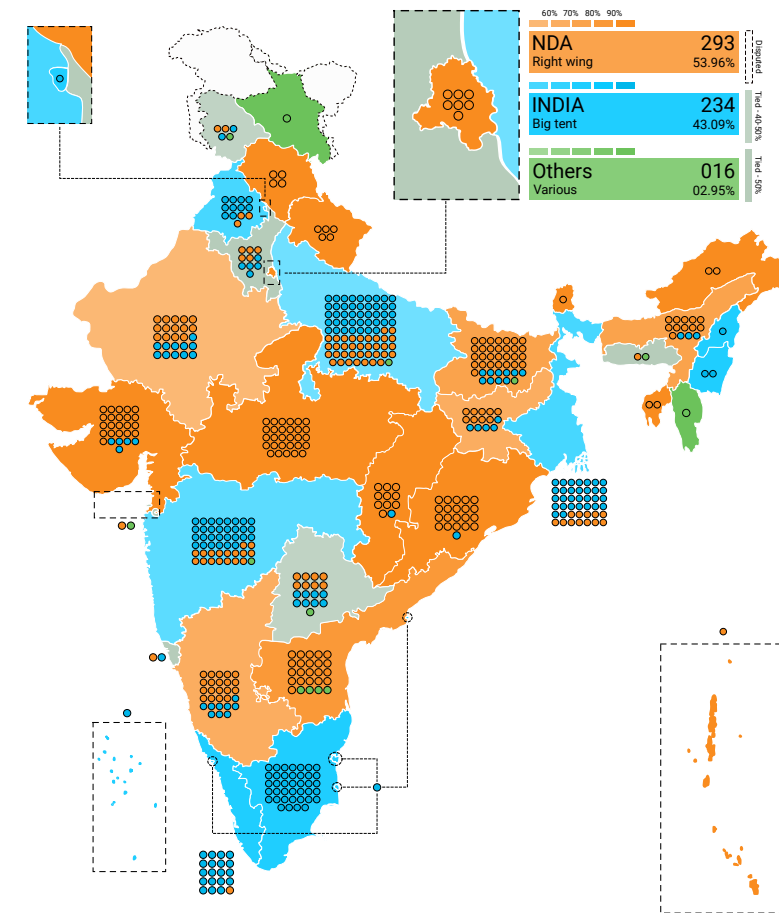 60% 70% 80% 90%
NDA 293
Right wing 53.96%
Disputed
INDIA 234
Big tent 43.09%
Tied - 40-50%
Others 016
Various 02.95%
Tied - 50%